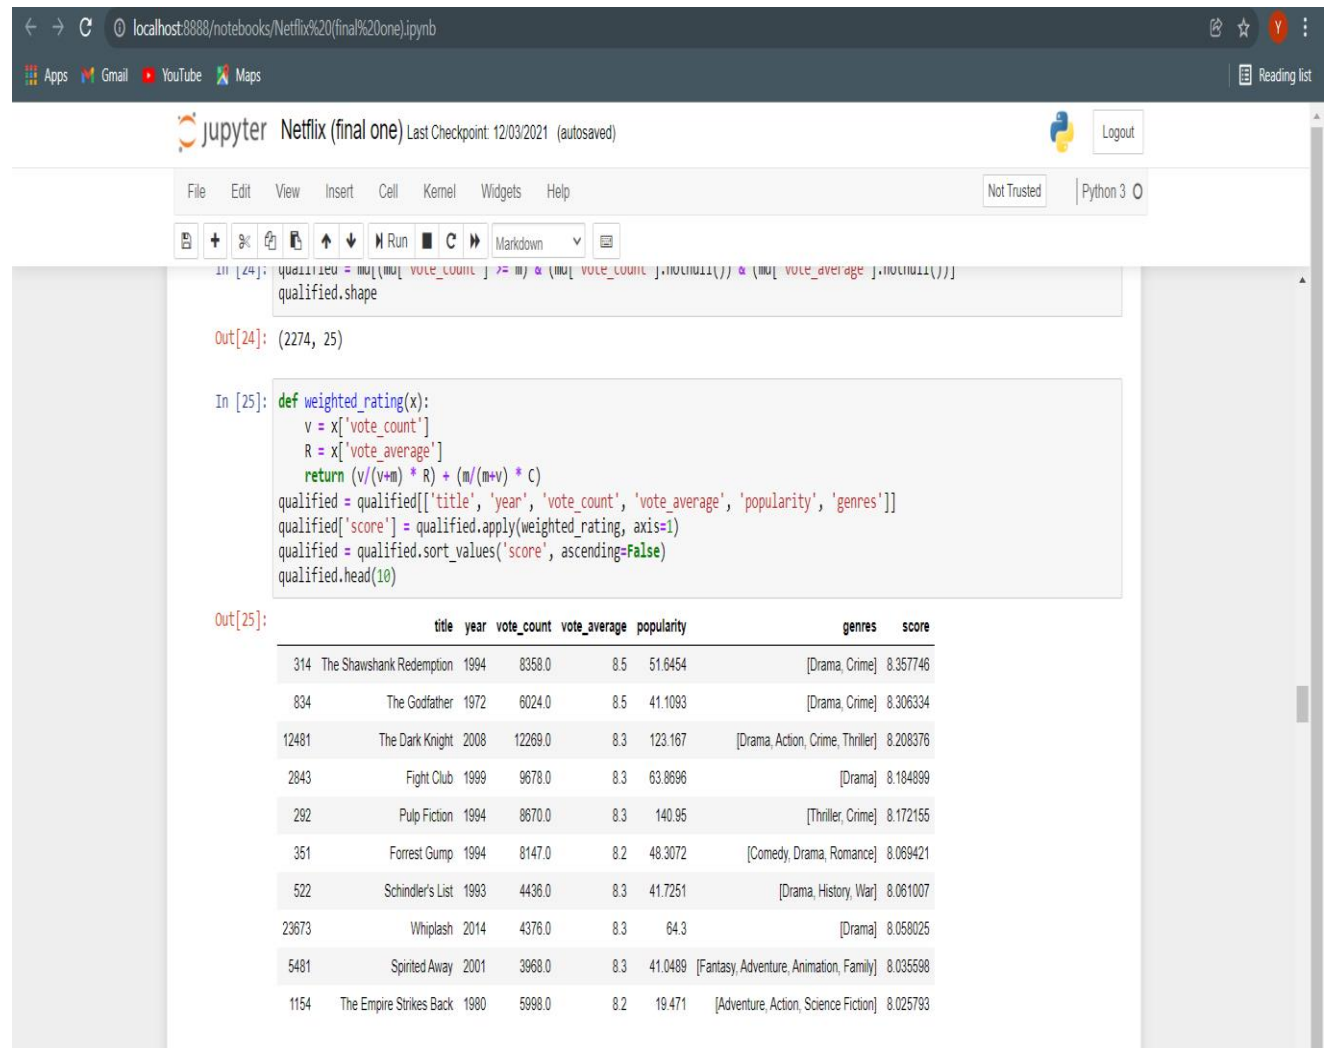 localhost:8888/notebooks/Netflix%20(final%20one).ipynb
Y
Apps Gmail YouTube Maps Reading list
jupyter Netflix (final one) Last Checkpoint: 12/03/2021 (autosaved) Logout
File Edit View Insert Cell Kernel Widgets Help Not Trusted Python 3
Run Markdown
In [24]: qualified = md[(md['vote_count'] >= m) & (md['vote_count'].notnull()) & (md['vote_average'].notnull())]
qualified.shape
Out[24]: (2274, 25)
In [25]: def weighted_rating(x):
v = x['vote_count']
R = x['vote_average']
return (v/(v+m) * R) + (m/(m+v) * C)
qualified = qualified[['title', 'year', 'vote_count', 'vote_average', 'popularity', 'genres']]
qualified['score'] = qualified.apply(weighted_rating, axis=1)
qualified = qualified.sort_values('score', ascending=False)
qualified.head(10)
Out[25]:
title year vote_count vote_average popularity genres score
314 The Shawshank Redemption 1994 8358.0 8.5 51.6454 [Drama, Crime] 8.357746
834 The Godfather 1972 6024.0 8.5 41.1093 [Drama, Crime] 8.306334
12481 The Dark Knight 2008 12269.0 8.3 123.167 [Drama, Action, Crime, Thriller] 8.208376
2843 Fight Club 1999 9678.0 8.3 63.8696 [Drama] 8.184899
292 Pulp Fiction 1994 8670.0 8.3 140.95 [Thriller, Crime] 8.172155
351 Forrest Gump 1994 8147.0 8.2 48.3072 [Comedy, Drama, Romance] 8.069421
522 Schindler's List 1993 4436.0 8.3 41.7251 [Drama, History, War] 8.061007
23673 Whiplash 2014 4376.0 8.3 64.3 [Drama] 8.058025
5481 Spirited Away 2001 3968.0 8.3 41.0489 [Fantasy, Adventure, Animation, Family] 8.035598
1154 The Empire Strikes Back 1980 5998.0 8.2 19.471 [Adventure, Action, Science Fiction] 8.025793